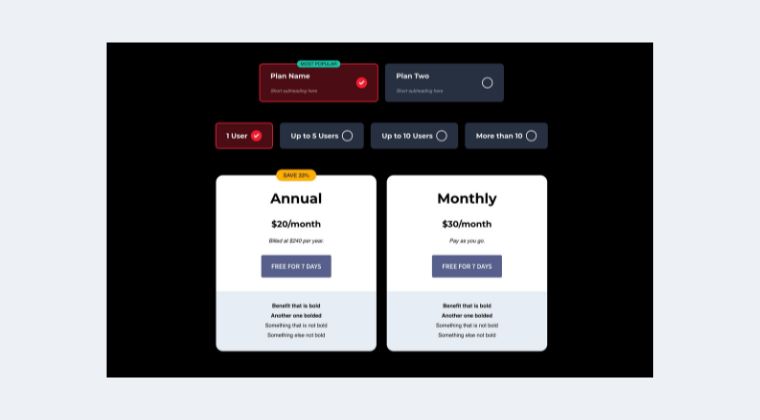 MOST POPULAR
Plan Name
Short subheading here
Plan Two
Short subheading here
1 User
Up to 5 Users
Up to 10 Users
More than 10
SAVE 20%
Annual
$20/month
Billed at $240 per year.
FREE FOR 7 DAYS
Benefit that is bold
Another one bolded
Something that is not bold
Something else not bold
Monthly
$30/month
Pay as you go.
FREE FOR 7 DAYS
Benefit that is bold
Another one bolded
Something that is not bold
Something else not bold